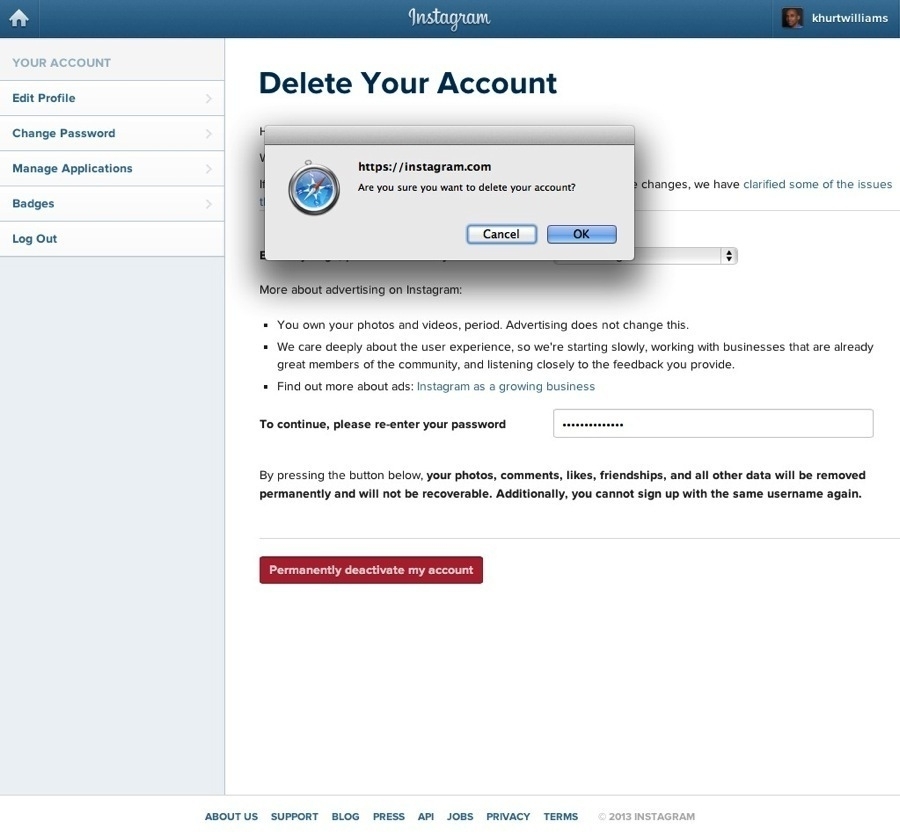 Instagram
khurtwilliams
YOUR ACCOUNT
Edit Profile
Change Password
Manage Applications
Badges
Log Out
Delete Your Account
https://instagram.com
Are you sure you want to delete your account?
Cancel
OK
changes, we have clarified some of the issues
More about advertising on Instagram:
You own your photos and videos, period. Advertising does not change this.
We care deeply about the user experience, so we're starting slowly, working with businesses that are already
great members of the community, and listening closely to the feedback you provide.
Find out more about ads: Instagram as a growing business
To continue, please re-enter your password
••••••••••••••
By pressing the button below, your photos, comments, likes, friendships, and all other data will be removed
permanently and will not be recoverable. Additionally, you cannot sign up with the same username again.
Permanently deactivate my account
ABOUT US SUPPORT BLOG PRESS API JOBS PRIVACY TERMS © 2013 INSTAGRAM